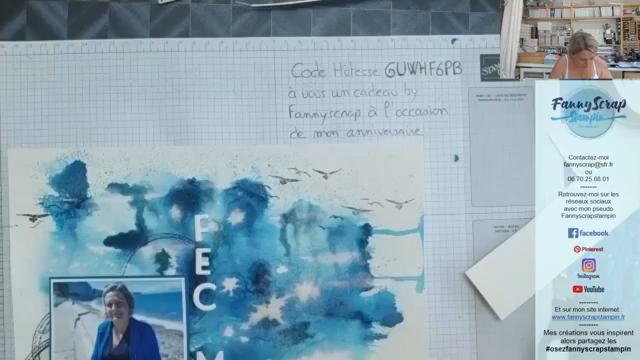 Code Hôtesse GUWHF6PB
à vous un cadeau by
Fannyscrap à l'occasion
de mon anniversaire
STAM
D
E
C
M
FannyScrap
Stampin
Contactez-moi
fannyscrap@sfr.fr
ou
06.70.25.68.01
--------
Retrouvez-moi sur les
réseaux sociaux
avec mon pseudo
Fannyscrapstampin
facebook
Pinterest
Instagram
YouTube
--------
Et sur mon site internet :
www.fannyscrapstampin.fr
--------
Mes créations vous inspirent
alors partagez les
#osezfannyscrapstampin